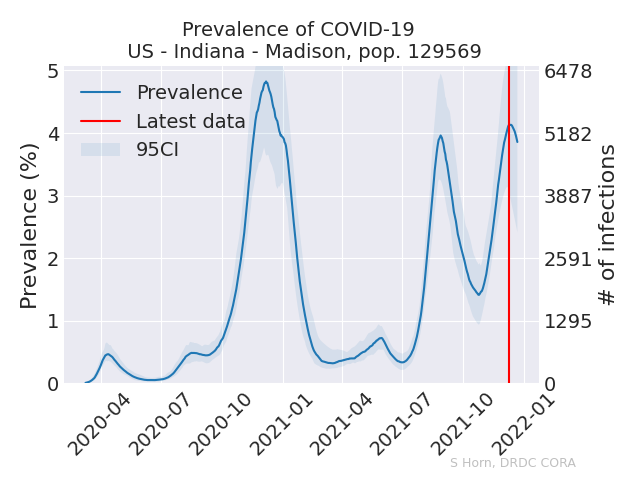 Prevalence of COVID-19
US - Indiana - Madison, pop. 129569
Prevalence (%)
5
4
3
2
1
0
Prevalence
Latest data
95CI
6478
5182
3887
2591
1295
0
# of infections
2020-04
2020-07
2020-10
2021-01
2021-04
2021-07
2021-10
2022-01
S Horn, DRDC CORA